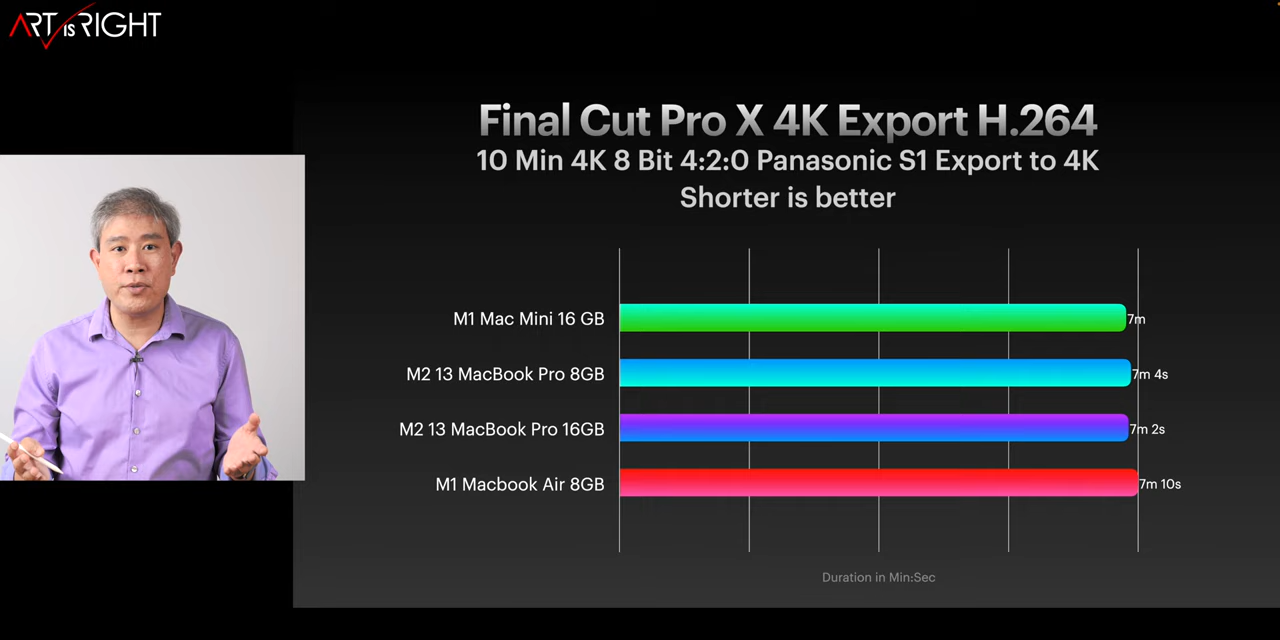 ART IS RIGHT
Final Cut Pro X 4K Export H.264
10 Min 4K 8 Bit 4:2:0 Panasonic S1 Export to 4K
Shorter is better
M1 Mac Mini 16 GB 7m
M2 13 MacBook Pro 8GB 7m 4s
M2 13 MacBook Pro 16GB 7m 2s
M1 Macbook Air 8GB 7m 10s
Duration in Min:Sec